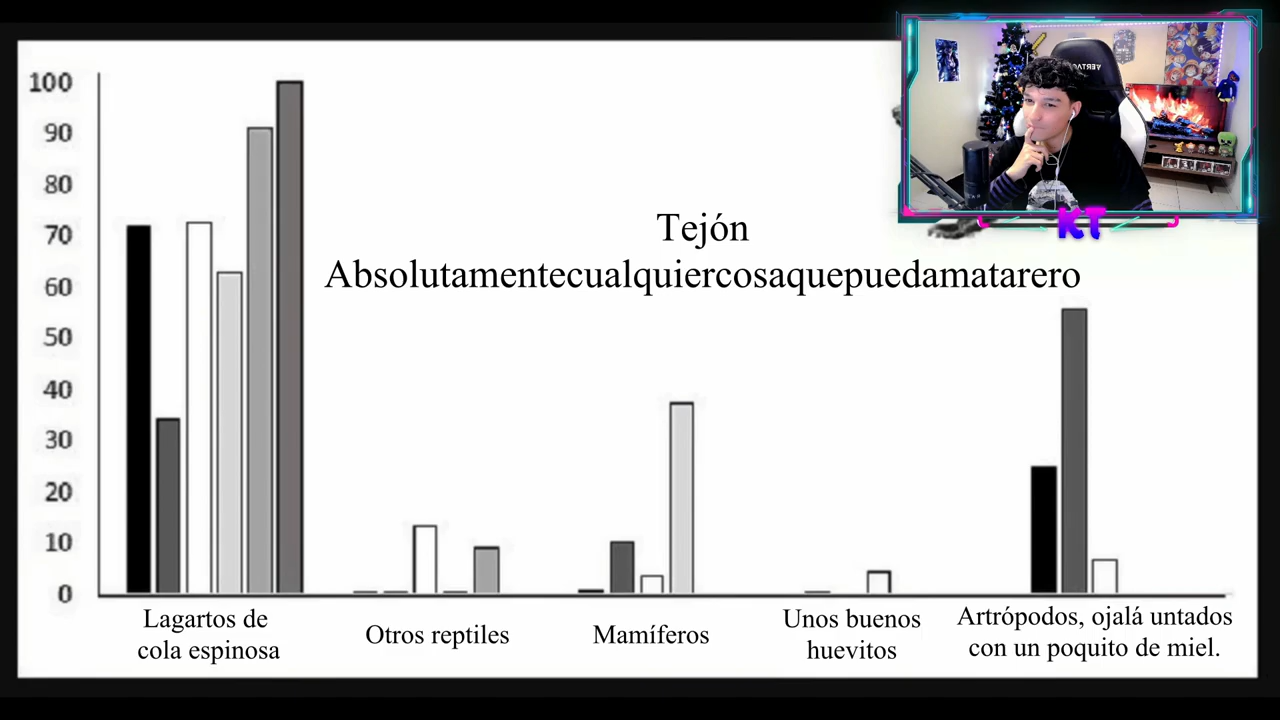 100
90
80
70
60
50
40
30
20
10
0
Tejón
Absolutamentecualquiercosaquepuedamatarero
Lagartos de
cola espinosa
Otros reptiles
Mamíferos
Unos buenos
huevitos
Artrópodos, ojalá untados
con un poquito de miel.
KT